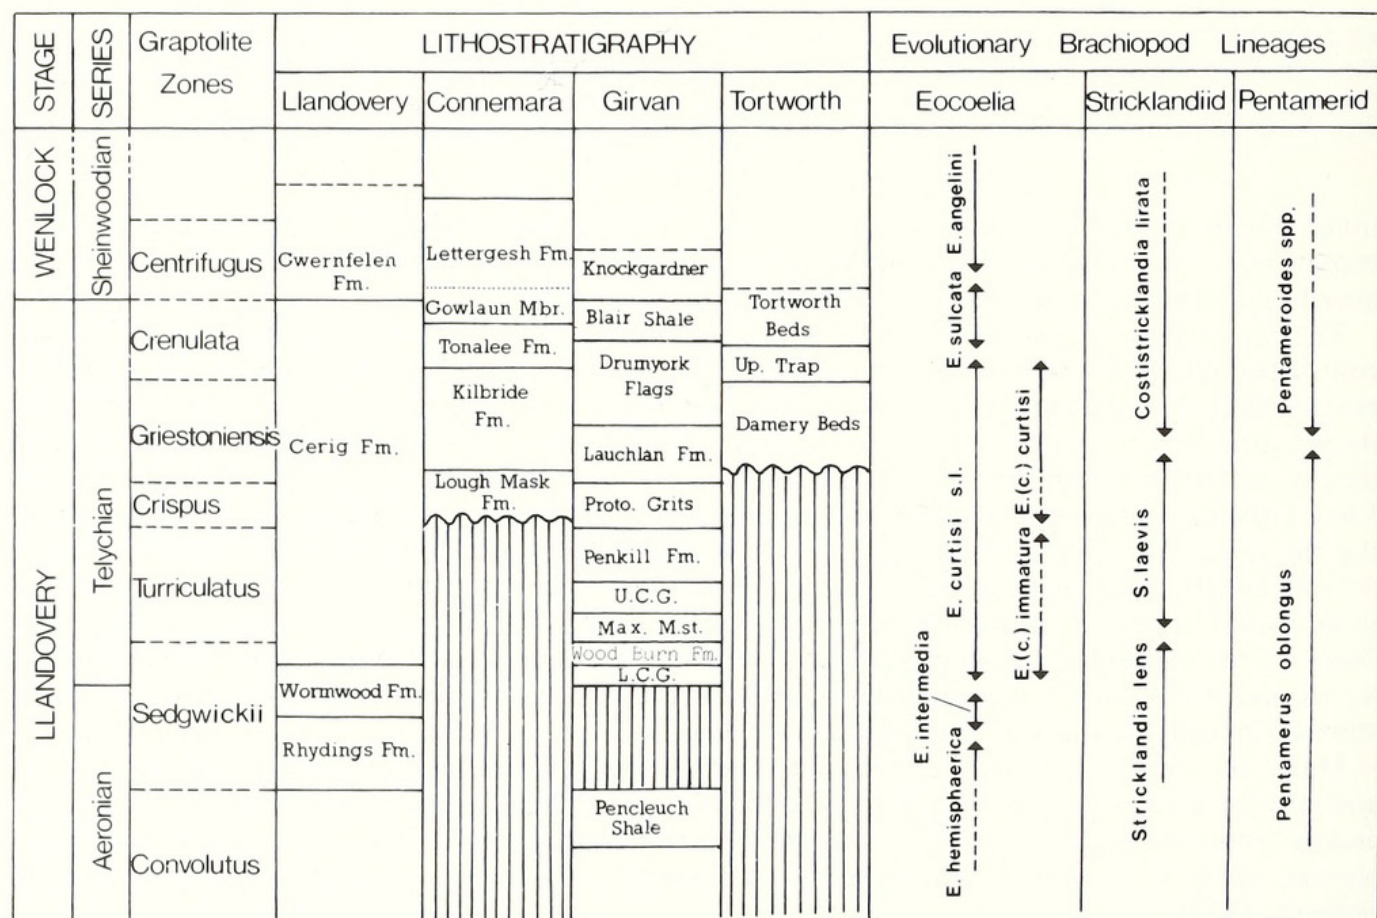 STAGE
SERIES
Graptolite
Zones
LITHOSTRATIGRAPHY
Evolutionary Brachiopod Lineages
Llandovery
Connemara
Girvan
Tortworth
Eocoelia
Stricklandiid
Pentamerid
WENLOCK
LLANDOVERY
Sheinwoodian
Telychian
Aeronian
Centrifugus
Crenulata
Griestoniensis
Crispus
Turriculatus
Sedgwickii
Convolutus
Gwernfelen
Fm.
Cerig Fm.
Wormwood Fm.
Rhydings Fm.
Lettergesh Fm.
Gowlaun Mbr.
Tonalee Fm.
Kilbride
Fm.
Lough Mask
Fm.
Knockgardner
Blair Shale
Drumyork
Flags
Lauchlan Fm.
Proto. Grits
Penkill Fm.
U.C.G.
Max. M.st.
Wood Burn Fm.
L.C.G.
Pencleuch
Shale
Tortworth
Beds
Up. Trap
Damery Beds
E. angelini
E. sulcata
E. curtisi s.l.
E. intermedia
E. hemisphaerica
E.(c.) curtisi
E.(c.) immatura
Costistricklandia lirata
S. laevis
Stricklandia lens
Pentameroides spp.
Pentamerus oblongus